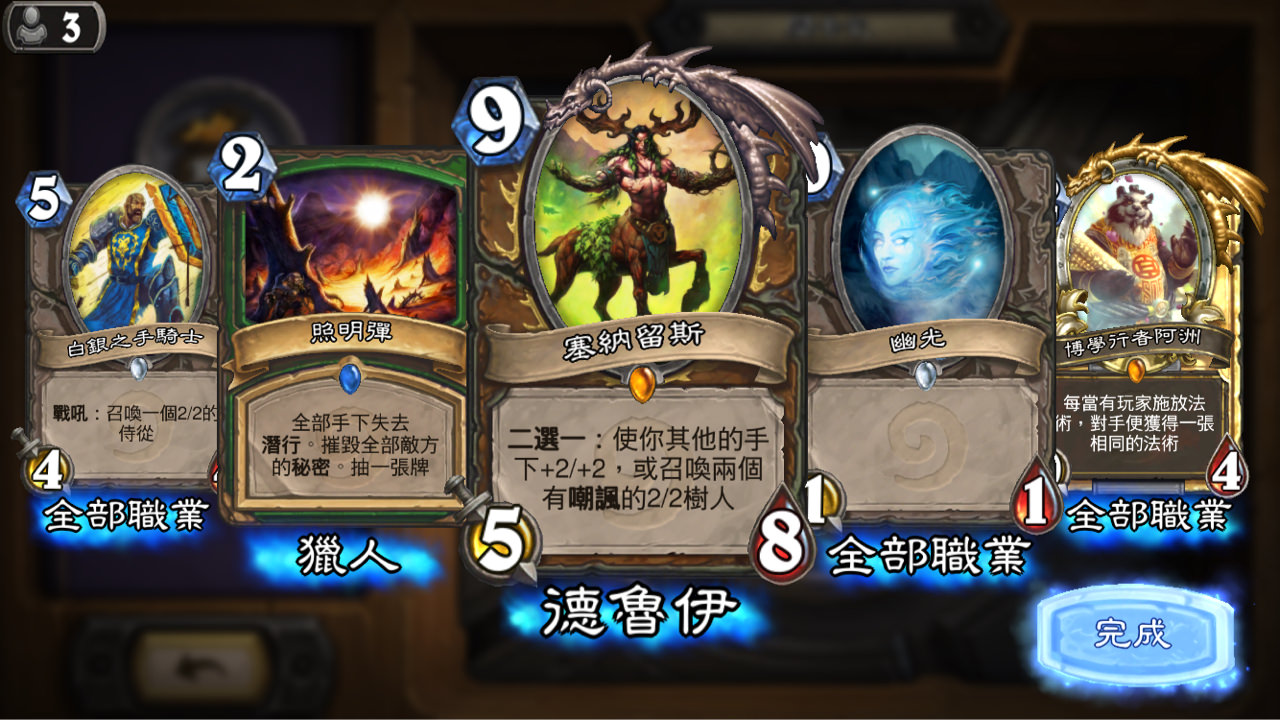 3
5
白銀之手騎士
戰吼：召喚一個2/2的
侍從
4
全部職業
2
照明彈
全部手下失去
潛行。摧毀全部敵方
的秘密。抽一張牌
獵人
9
塞納留斯
二選一：使你其他的手
下+2/+2，或召喚兩個
有嘲諷的2/2樹人
5
8
德魯伊
0
幽光
1
1
全部職業
博學行者阿洲
每當有玩家施放法
術，對手便獲得一張
相同的法術
4
全部職業
完成